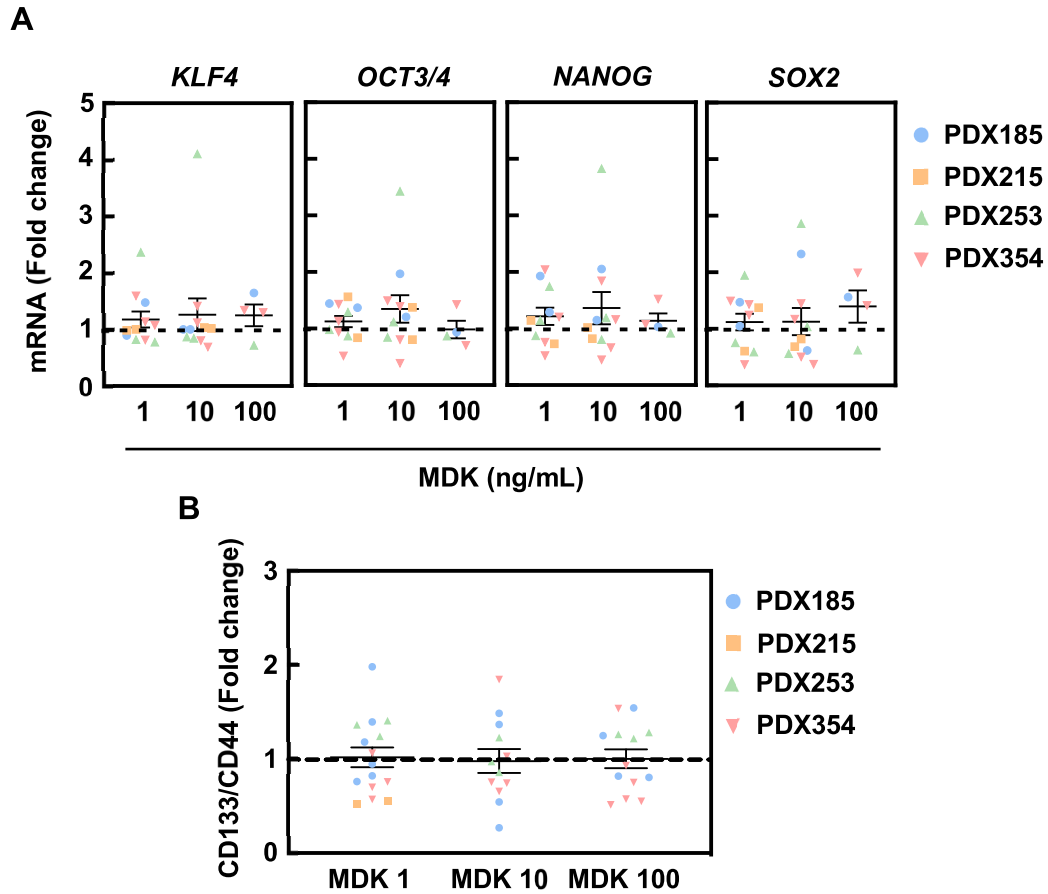 A
KLF4 OCT3/4 NANOG SOX2
mRNA (Fold change)
5
4
3
2
1
0
1 10 100 1 10 100 1 10 100 1 10 100
MDK (ng/mL)
PDX185
PDX215
PDX253
PDX354
B
CD133/CD44 (Fold change)
3
2
1
0
MDK 1 MDK 10 MDK 100
PDX185
PDX215
PDX253
PDX354